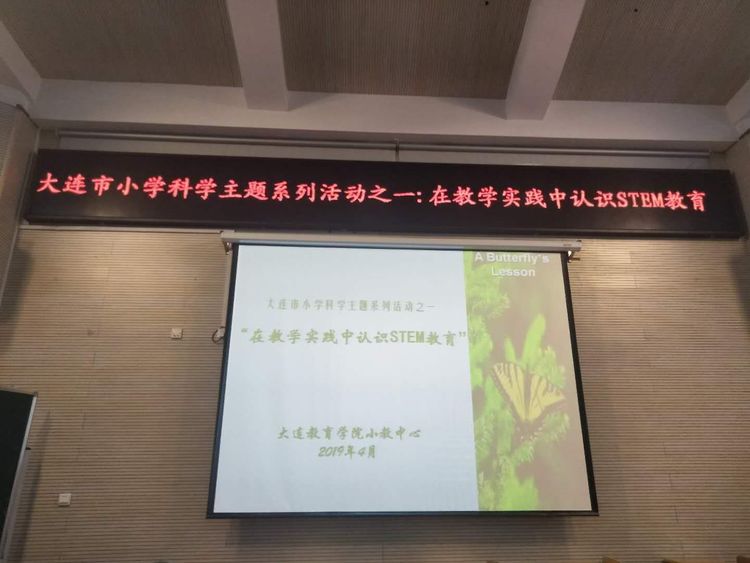 大连市小学科学主题系列活动之一:在教学实践中认识STEM教育
A Butterfly's
Lesson
大连市小学科学主题系列活动之一
“在教学实践中认识STEM教育”
大连教育学院小教中心
2019年4月